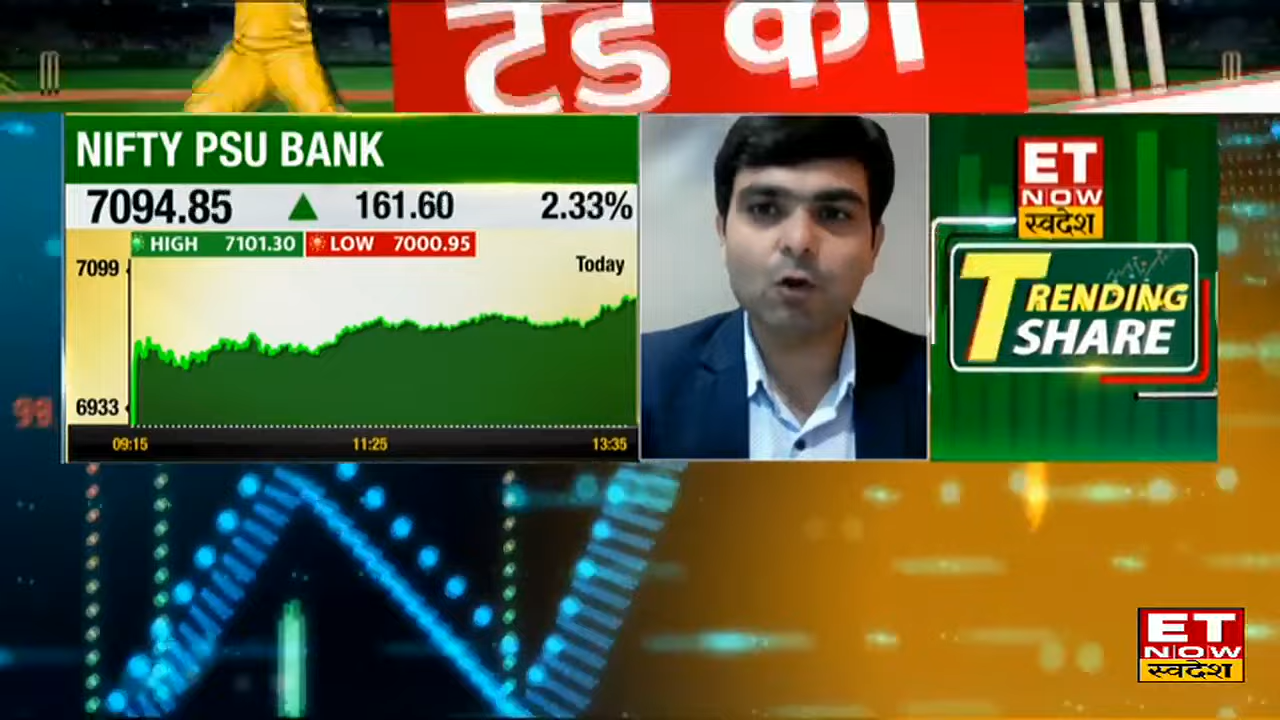 ट्रेंड की
NIFTY PSU BANK
7094.85 161.60 2.33%
HIGH 7101.30 LOW 7000.95
Today
7099
6933
09:15 11:25 13:35
ET
NOW
स्वदेश
TRENDING
SHARE
ET
NOW
स्वदेश